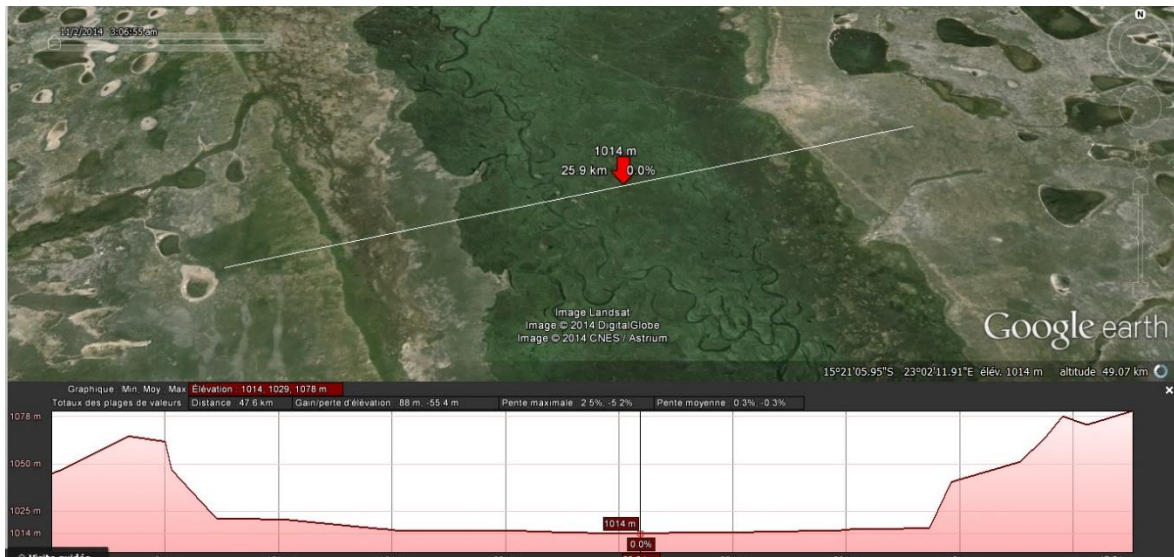 11/2/2014 3:06:55 am
N
1014 m
25.9 km 0.0%
Image Landsat
Image © 2014 DigitalGlobe
Image © 2014 CNES / Astrium
Google earth
15°21'05.95"S 23°02'11.91"E élév. 1014 m altitude 49.07 km
Graphique : Min, Moy., Max Élévation : 1014, 1029, 1078 m
Totaux des plages de valeurs Distance : 47.6 km Gain/perte d'élévation : 88 m, -55.4 m Pente maximale : 2.5%, -5.2% Pente moyenne : 0.3%, -0.3%
1078 m
1050 m
1025 m
1014 m
1014 m
0.0%
Visite guidée